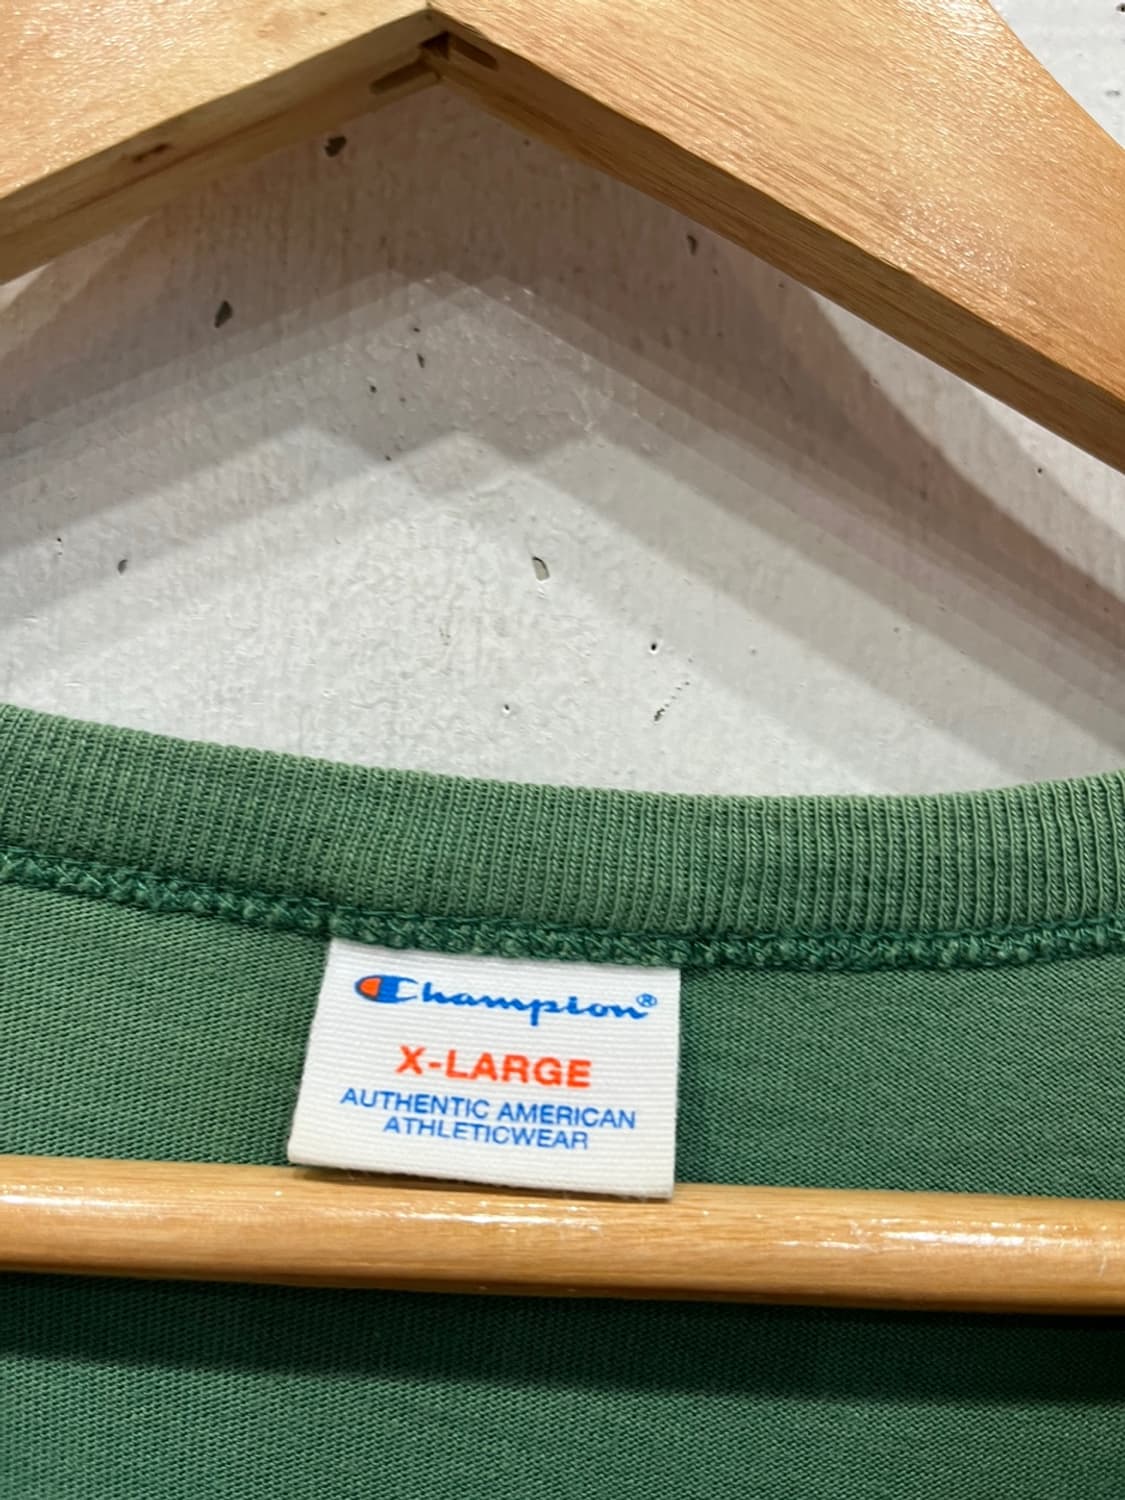 Champion®
X-LARGE
AUTHENTIC AMERICAN
ATHLETICWEAR